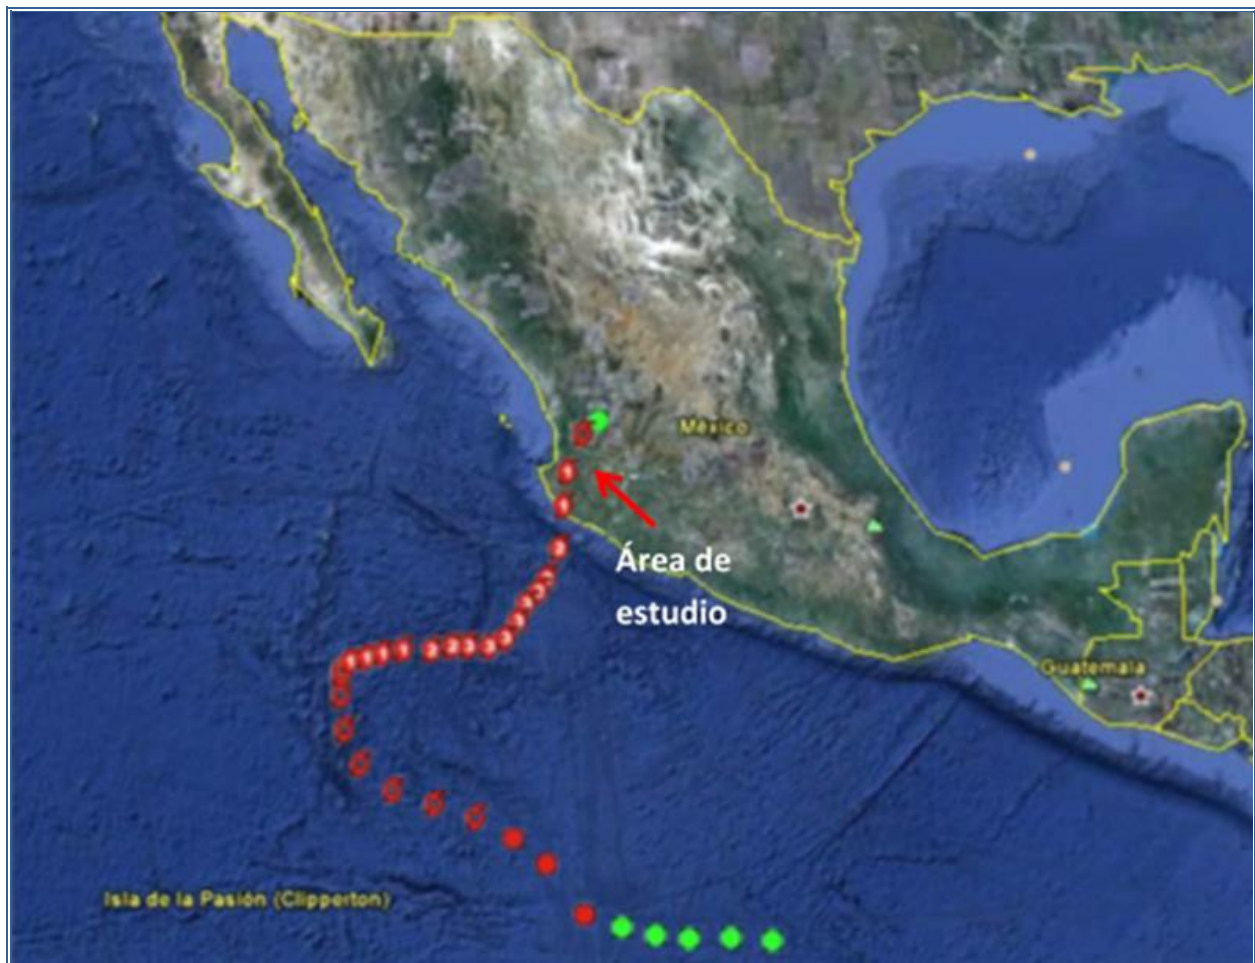 México
Área de
estudio
Guatemala
Isla de la Pasión (Clipperton)